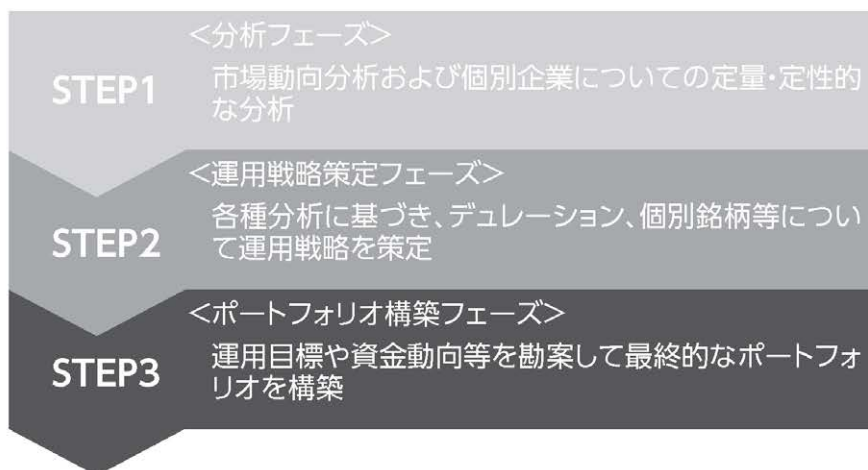 <分析フェーズ>
STEP1
市場動向分析および個別企業についての定量・定性的
な分析
<運用戦略策定フェーズ>
STEP2
各種分析に基づき、デュレーション、個別銘柄等につい
て運用戦略を策定
<ポートフォリオ構築フェーズ>
STEP3
運用目標や資金動向等を勘案して最終的なポートフォ
リオを構築